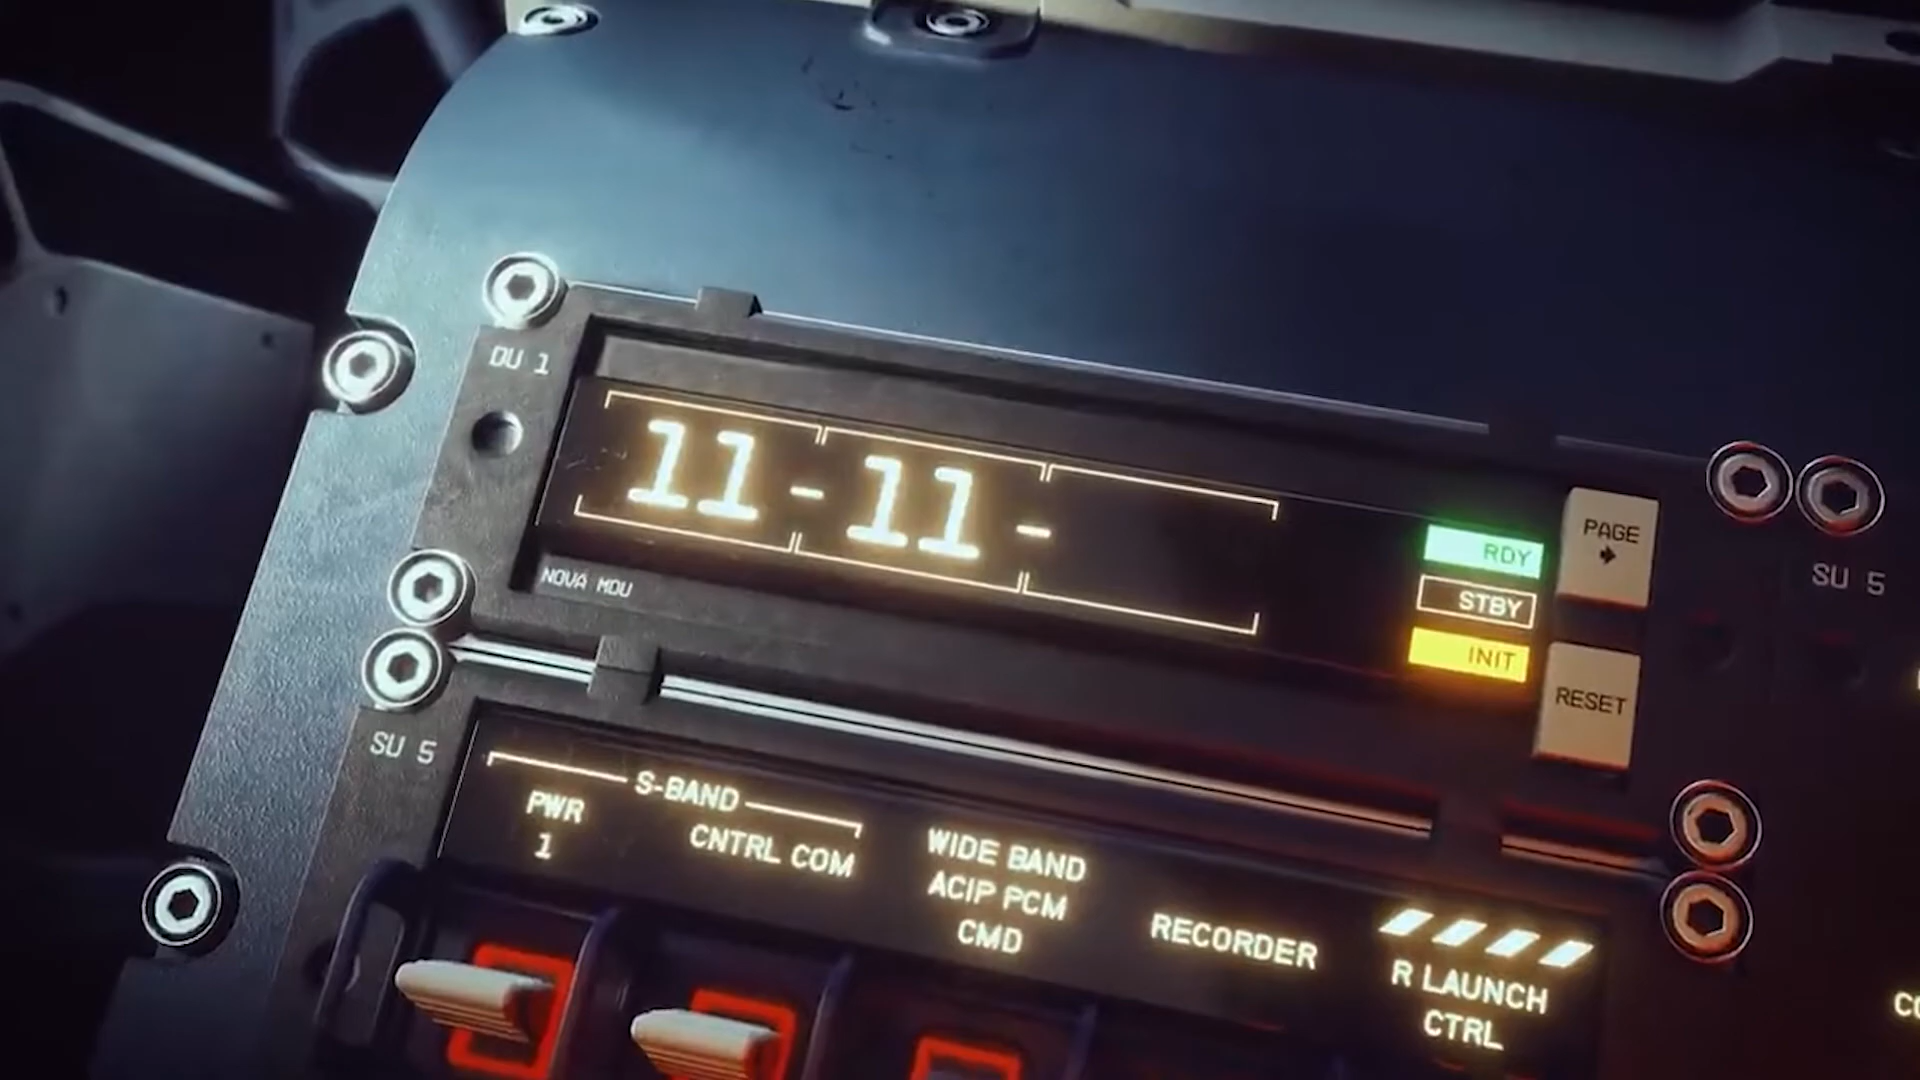 DU 1
11-11-
RDY
STBY
INIT
PAGE
RESET
NOVA MDU
SU 5
SU 5
S-BAND
PWR
1
CNTRL COM
WIDE BAND
ACIP PCM
CMD
RECORDER
R LAUNCH
CTRL